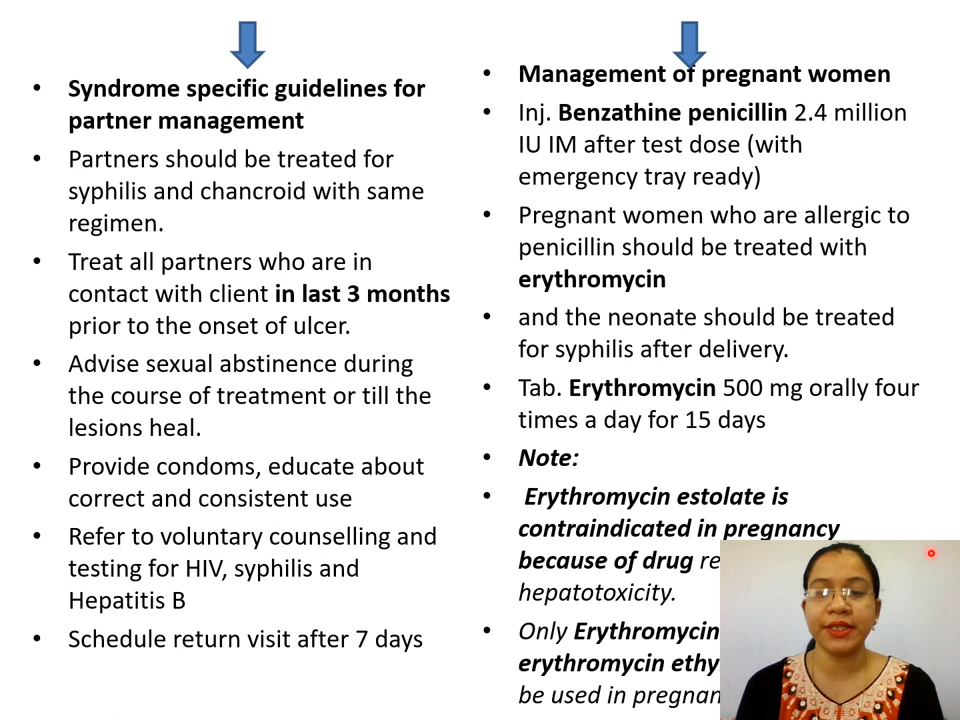 • Syndrome specific guidelines for
partner management
• Partners should be treated for
syphilis and chancroid with same
regimen.
• Treat all partners who are in
contact with client in last 3 months
prior to the onset of ulcer.
• Advise sexual abstinence during
the course of treatment or till the
lesions heal.
• Provide condoms, educate about
correct and consistent use
• Refer to voluntary counselling and
testing for HIV, syphilis and
Hepatitis B
• Schedule return visit after 7 days
• Management of pregnant women
• Inj. Benzathine penicillin 2.4 million
IU IM after test dose (with
emergency tray ready)
• Pregnant women who are allergic to
penicillin should be treated with
erythromycin
• and the neonate should be treated
for syphilis after delivery.
• Tab. Erythromycin 500 mg orally four
times a day for 15 days
• Note:
• Erythromycin estolate is
contraindicated in pregnancy
because of drug
hepatotoxicity.
• Only Erythromycin
erythromycin
be used in